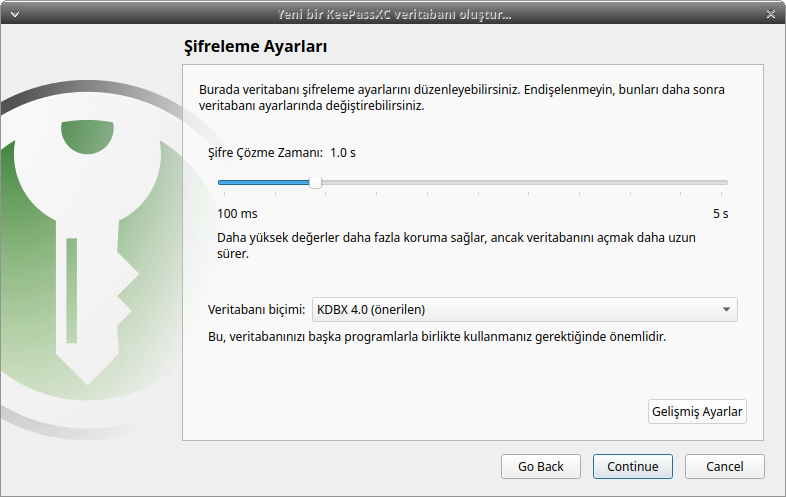 Yeni bir KeePassXC veritabanı oluştur...
Şifreleme Ayarları
Burada veritabanı şifreleme ayarlarını düzenleyebilirsiniz. Endişelenmeyin, bunları daha sonra
veritabanı ayarlarında değiştirebilirsiniz.
Şifre Çözme Zamanı: 1.0 s
100 ms 5 s
Daha yüksek değerler daha fazla koruma sağlar, ancak veritabanını açmak daha uzun
sürer.
Veritabanı biçimi: KDBX 4.0 (önerilen)
Bu, veritabanınızı başka programlarla birlikte kullanmanız gerektiğinde önemlidir.
Gelişmiş Ayarlar
Go Back Continue Cancel